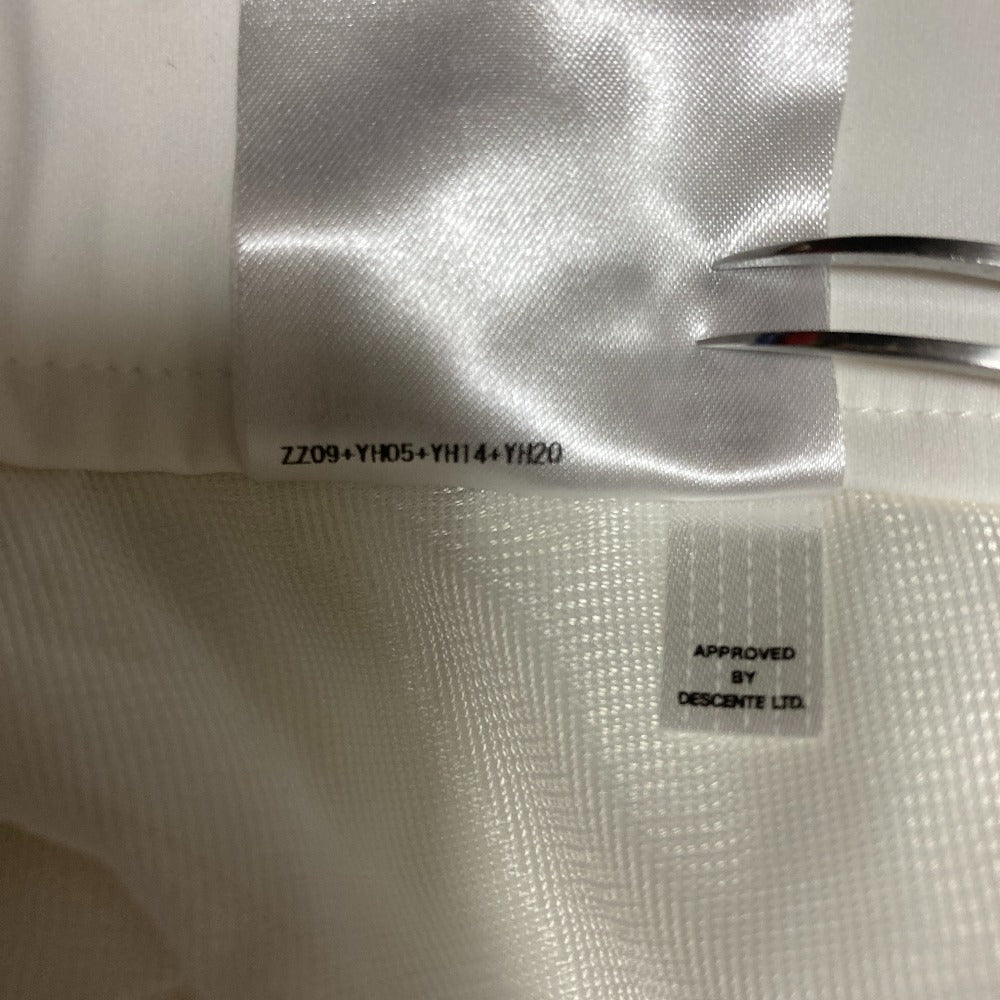 ZZ09+YH05+YH14+YH20
APPROVED
BY
DESCENTE LTD.